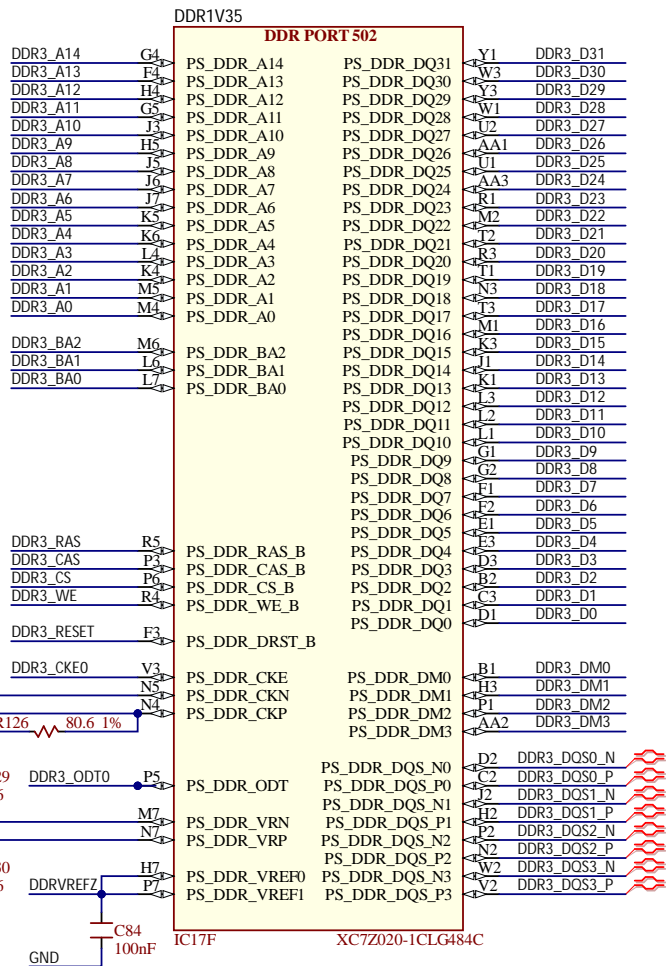 DDR1V35
DDR PORT 502
DDR3_A14 G4 PS_DDR_A14 PS_DDR_DQ31 Y1 DDR3_D31
DDR3_A13 F4 PS_DDR_A13 PS_DDR_DQ30 W3 DDR3_D30
DDR3_A12 H4 PS_DDR_A12 PS_DDR_DQ29 Y3 DDR3_D29
DDR3_A11 G5 PS_DDR_A11 PS_DDR_DQ28 W1 DDR3_D28
DDR3_A10 J3 PS_DDR_A10 PS_DDR_DQ27 U2 DDR3_D27
DDR3_A9 H5 PS_DDR_A9 PS_DDR_DQ26 AA1 DDR3_D26
DDR3_A8 J5 PS_DDR_A8 PS_DDR_DQ25 U1 DDR3_D25
DDR3_A7 J6 PS_DDR_A7 PS_DDR_DQ24 AA3 DDR3_D24
DDR3_A6 J7 PS_DDR_A6 PS_DDR_DQ23 R1 DDR3_D23
DDR3_A5 K5 PS_DDR_A5 PS_DDR_DQ22 M2 DDR3_D22
DDR3_A4 K6 PS_DDR_A4 PS_DDR_DQ21 T2 DDR3_D21
DDR3_A3 L4 PS_DDR_A3 PS_DDR_DQ20 R3 DDR3_D20
DDR3_A2 K4 PS_DDR_A2 PS_DDR_DQ19 T1 DDR3_D19
DDR3_A1 M5 PS_DDR_A1 PS_DDR_DQ18 N3 DDR3_D18
DDR3_A0 M4 PS_DDR_A0 PS_DDR_DQ17 T3 DDR3_D17
PS_DDR_DQ16 M1 DDR3_D16
DDR3_BA2 M6 PS_DDR_BA2 PS_DDR_DQ15 K3 DDR3_D15
DDR3_BA1 L6 PS_DDR_BA1 PS_DDR_DQ14 J1 DDR3_D14
DDR3_BA0 L7 PS_DDR_BA0 PS_DDR_DQ13 K1 DDR3_D13
PS_DDR_DQ12 L3 DDR3_D12
PS_DDR_DQ11 L2 DDR3_D11
PS_DDR_DQ10 L1 DDR3_D10
PS_DDR_DQ9 G1 DDR3_D9
PS_DDR_DQ8 G2 DDR3_D8
PS_DDR_DQ7 F1 DDR3_D7
PS_DDR_DQ6 F2 DDR3_D6
PS_DDR_DQ5 E1 DDR3_D5
DDR3_RAS R5 PS_DDR_RAS_B PS_DDR_DQ4 E3 DDR3_D4
DDR3_CAS P3 PS_DDR_CAS_B PS_DDR_DQ3 D3 DDR3_D3
DDR3_CS P6 PS_DDR_CS_B PS_DDR_DQ2 B2 DDR3_D2
DDR3_WE R4 PS_DDR_WE_B PS_DDR_DQ1 C3 DDR3_D1
PS_DDR_DQ0 D1 DDR3_D0
DDR3_RESET F3 PS_DDR_DRST_B
DDR3_CKE0 V3 PS_DDR_CKE PS_DDR_DM0 B1 DDR3_DM0
N5 PS_DDR_CKN PS_DDR_DM1 H3 DDR3_DM1
N4 PS_DDR_CKP PS_DDR_DM2 P1 DDR3_DM2
R126 80.6 1% PS_DDR_DM3 AA2 DDR3_DM3
PS_DDR_DQS_N0 D2 DDR3_DQS0_N
DDR3_ODT0 P5 PS_DDR_ODT PS_DDR_DQS_P0 C2 DDR3_DQS0_P
PS_DDR_DQS_N1 J2 DDR3_DQS1_N
M7 PS_DDR_VRN PS_DDR_DQS_P1 H2 DDR3_DQS1_P
N7 PS_DDR_VRP PS_DDR_DQS_N2 P2 DDR3_DQS2_N
PS_DDR_DQS_P2 N2 DDR3_DQS2_P
H7 PS_DDR_VREF0 PS_DDR_DQS_N3 W2 DDR3_DQS3_N
DDRVREFZ P7 PS_DDR_VREF1 PS_DDR_DQS_P3 V2 DDR3_DQS3_P
C84
100nF
GND
IC17F XC7Z020-1CLG484C